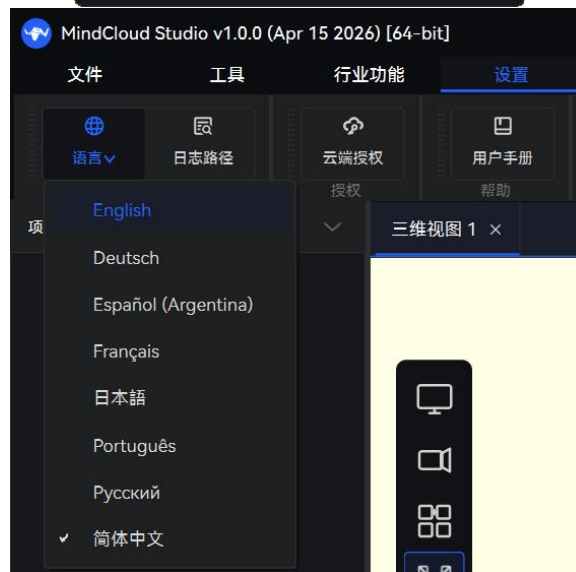 MindCloud Studio v1.0.0 (Apr 15 2026) [64-bit]
文件 工具 行业功能 设置
语言 日志路径 云端授权 用户手册
授权 帮助
项
三维视图 1 ×
English
Deutsch
Español (Argentina)
Français
日本語
Português
Русский
✓ 简体中文